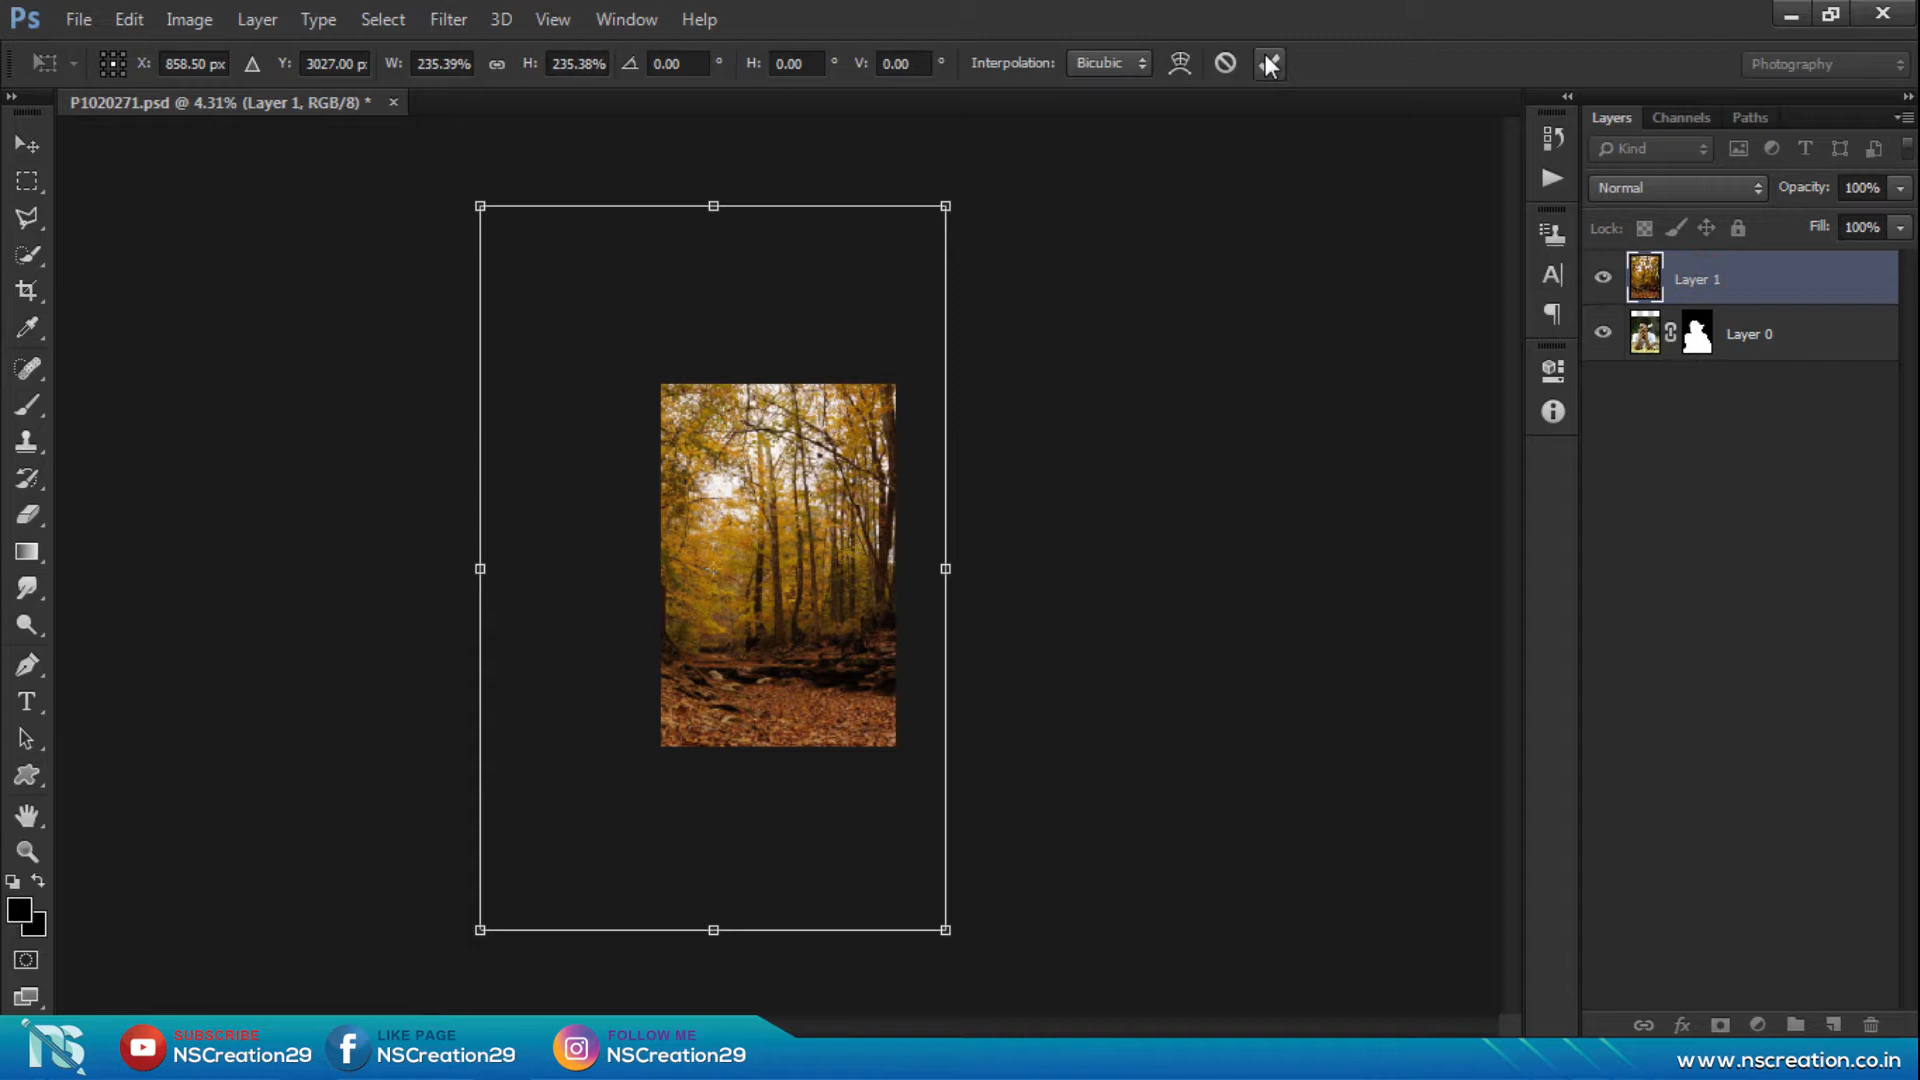 Ps File Edit Image Layer Type Select Filter 3D View Window Help
X: 858.50 px Y: 3027.00 p: W: 235.39% H: 235.38% 0.00 ° H: 0.00 ° V: 0.00 ° Interpolation: Bicubic Photography
P1020271.psd @ 4.31% (Layer 1, RGB/8) * ×
Layers Channels Paths
Kind
Normal Opacity: 100%
Lock: Fill: 100%
Layer 1
Layer 0
SUBSCRIBE
NSCreation29
LIKE PAGE
NSCreation29
FOLLOW ME
NSCreation29
www.nscreation.co.in